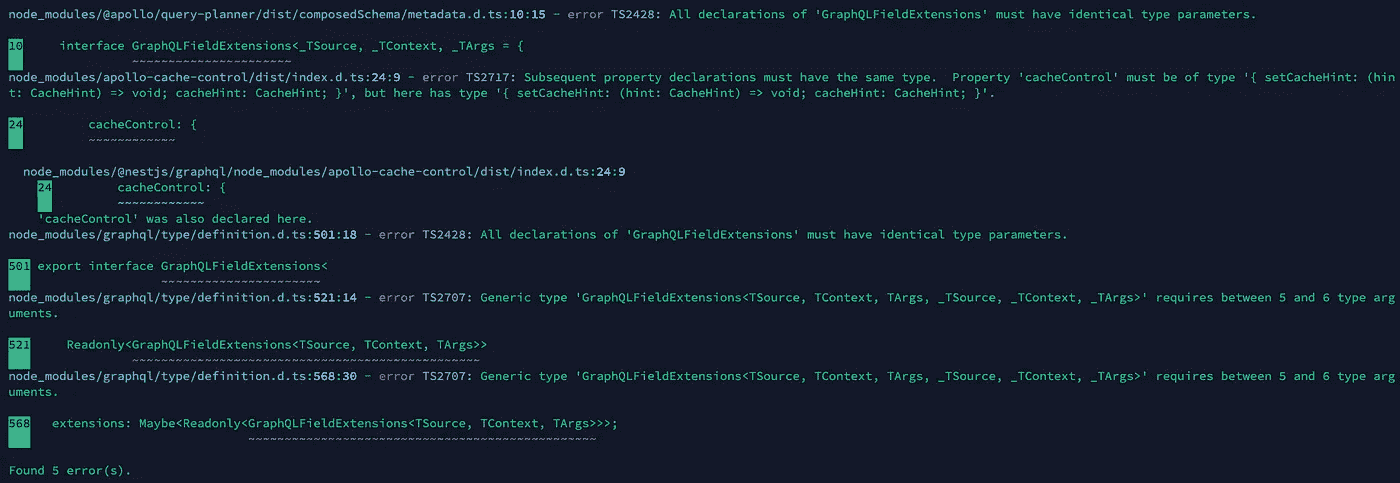 node_modules/@apollo/query-planner/dist/composedSchema/metadata.d.ts:10:15 - error TS2428: All declarations of 'GraphQLFieldExtensions' must have identical type parameters.
10     interface GraphQLFieldExtensions<_TSource, _TContext, _TArgs = {
~~~~~~~~~~~~~~~~~~~~~~
node_modules/apollo-cache-control/dist/index.d.ts:24:9 - error TS2717: Subsequent property declarations must have the same type.  Property 'cacheControl' must be of type '{ setCacheHint: (hin
t: CacheHint) => void; cacheHint: CacheHint; }', but here has type '{ setCacheHint: (hint: CacheHint) => void; cacheHint: CacheHint; }'.
24         cacheControl: {
~~~~~~~~~~~~
node_modules/@nestjs/graphql/node_modules/apollo-cache-control/dist/index.d.ts:24:9
24         cacheControl: {
~~~~~~~~~~~~
'cacheControl' was also declared here.
node_modules/graphql/type/definition.d.ts:501:18 - error TS2428: All declarations of 'GraphQLFieldExtensions' must have identical type parameters.
501 export interface GraphQLFieldExtensions<
~~~~~~~~~~~~~~~~~~~~~~
node_modules/graphql/type/definition.d.ts:521:14 - error TS2707: Generic type 'GraphQLFieldExtensions<TSource, TContext, TArgs, _TSource, _TContext, _TArgs>' requires between 5 and 6 type arg
uments.
521     Readonly<GraphQLFieldExtensions<TSource, TContext, TArgs>>
~~~~~~~~~~~~~~~~~~~~~~~~~~~~~~~~~~~~~~~~~~~~~~~~
node_modules/graphql/type/definition.d.ts:568:30 - error TS2707: Generic type 'GraphQLFieldExtensions<TSource, TContext, TArgs, _TSource, _TContext, _TArgs>' requires between 5 and 6 type arg
uments.
568   extensions: Maybe<Readonly<GraphQLFieldExtensions<TSource, TContext, TArgs>>>;
~~~~~~~~~~~~~~~~~~~~~~~~~~~~~~~~~~~~~~~~~~~~~~~~
Found 5 error(s).